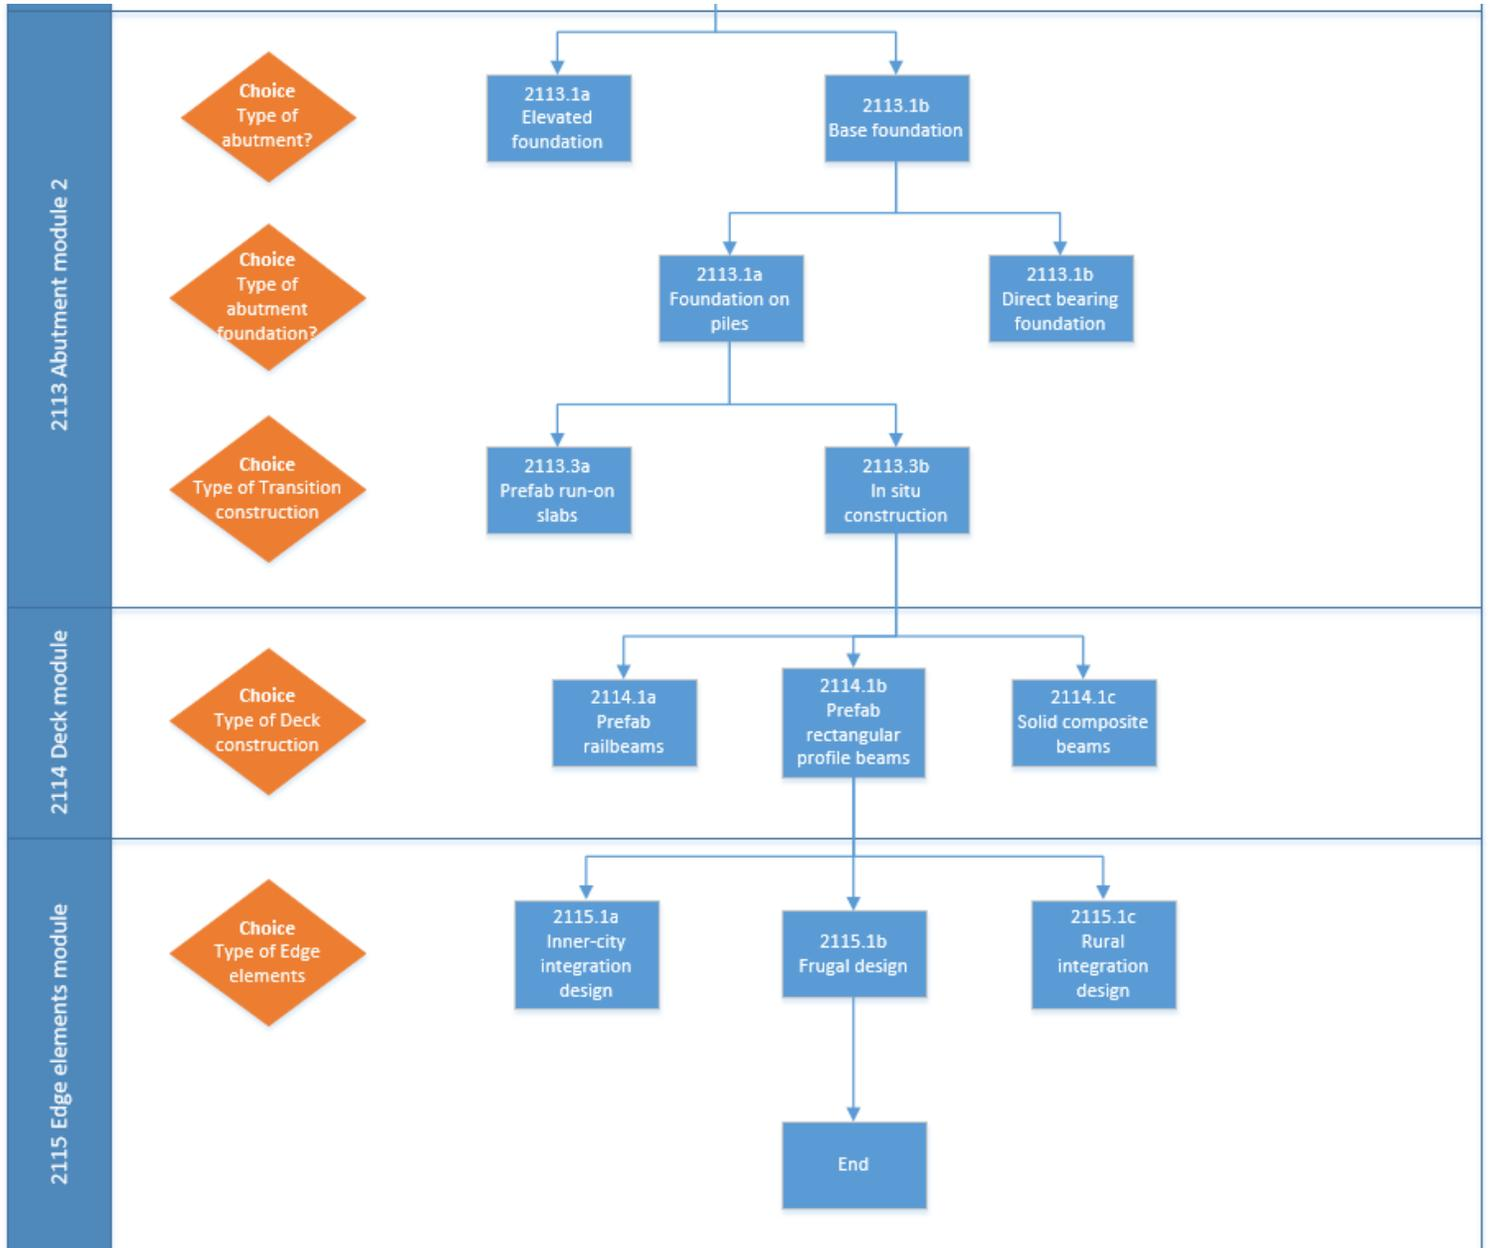 2113 Abutment module 2
Choice
Type of
abutment?
2113.1a
Elevated
foundation
2113.1b
Base foundation
Choice
Type of
abutment
foundation?
2113.1a
Foundation on
piles
2113.1b
Direct bearing
foundation
Choice
Type of Transition
construction
2113.3a
Prefab run-on
slabs
2113.3b
In situ
construction
2114 Deck module
Choice
Type of Deck
construction
2114.1a
Prefab
railbeams
2114.1b
Prefab
rectangular
profile beams
2114.1c
Solid composite
beams
2115 Edge elements module
Choice
Type of Edge
elements
2115.1a
Inner-city
integration
design
2115.1b
Frugal design
2115.1c
Rural
integration
design
End